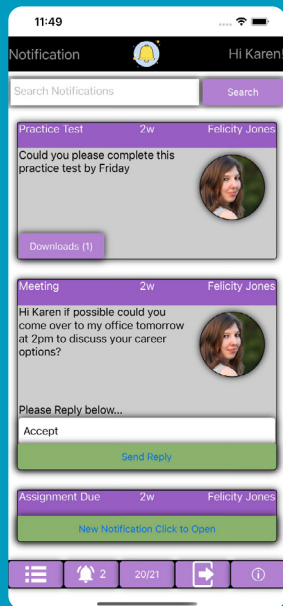 11:49
Notification
Hi Karen!
Search Notifications
Search
Practice Test 2w Felicity Jones
Could you please complete this
practice test by Friday
Downloads (1)
Meeting 2w Felicity Jones
Hi Karen if possible could you
come over to my office tomorrow
at 2pm to discuss your career
options?
Please Reply below...
Accept
Send Reply
Assignment Due 2w Felicity Jones
New Notification Click to Open
2
20/21